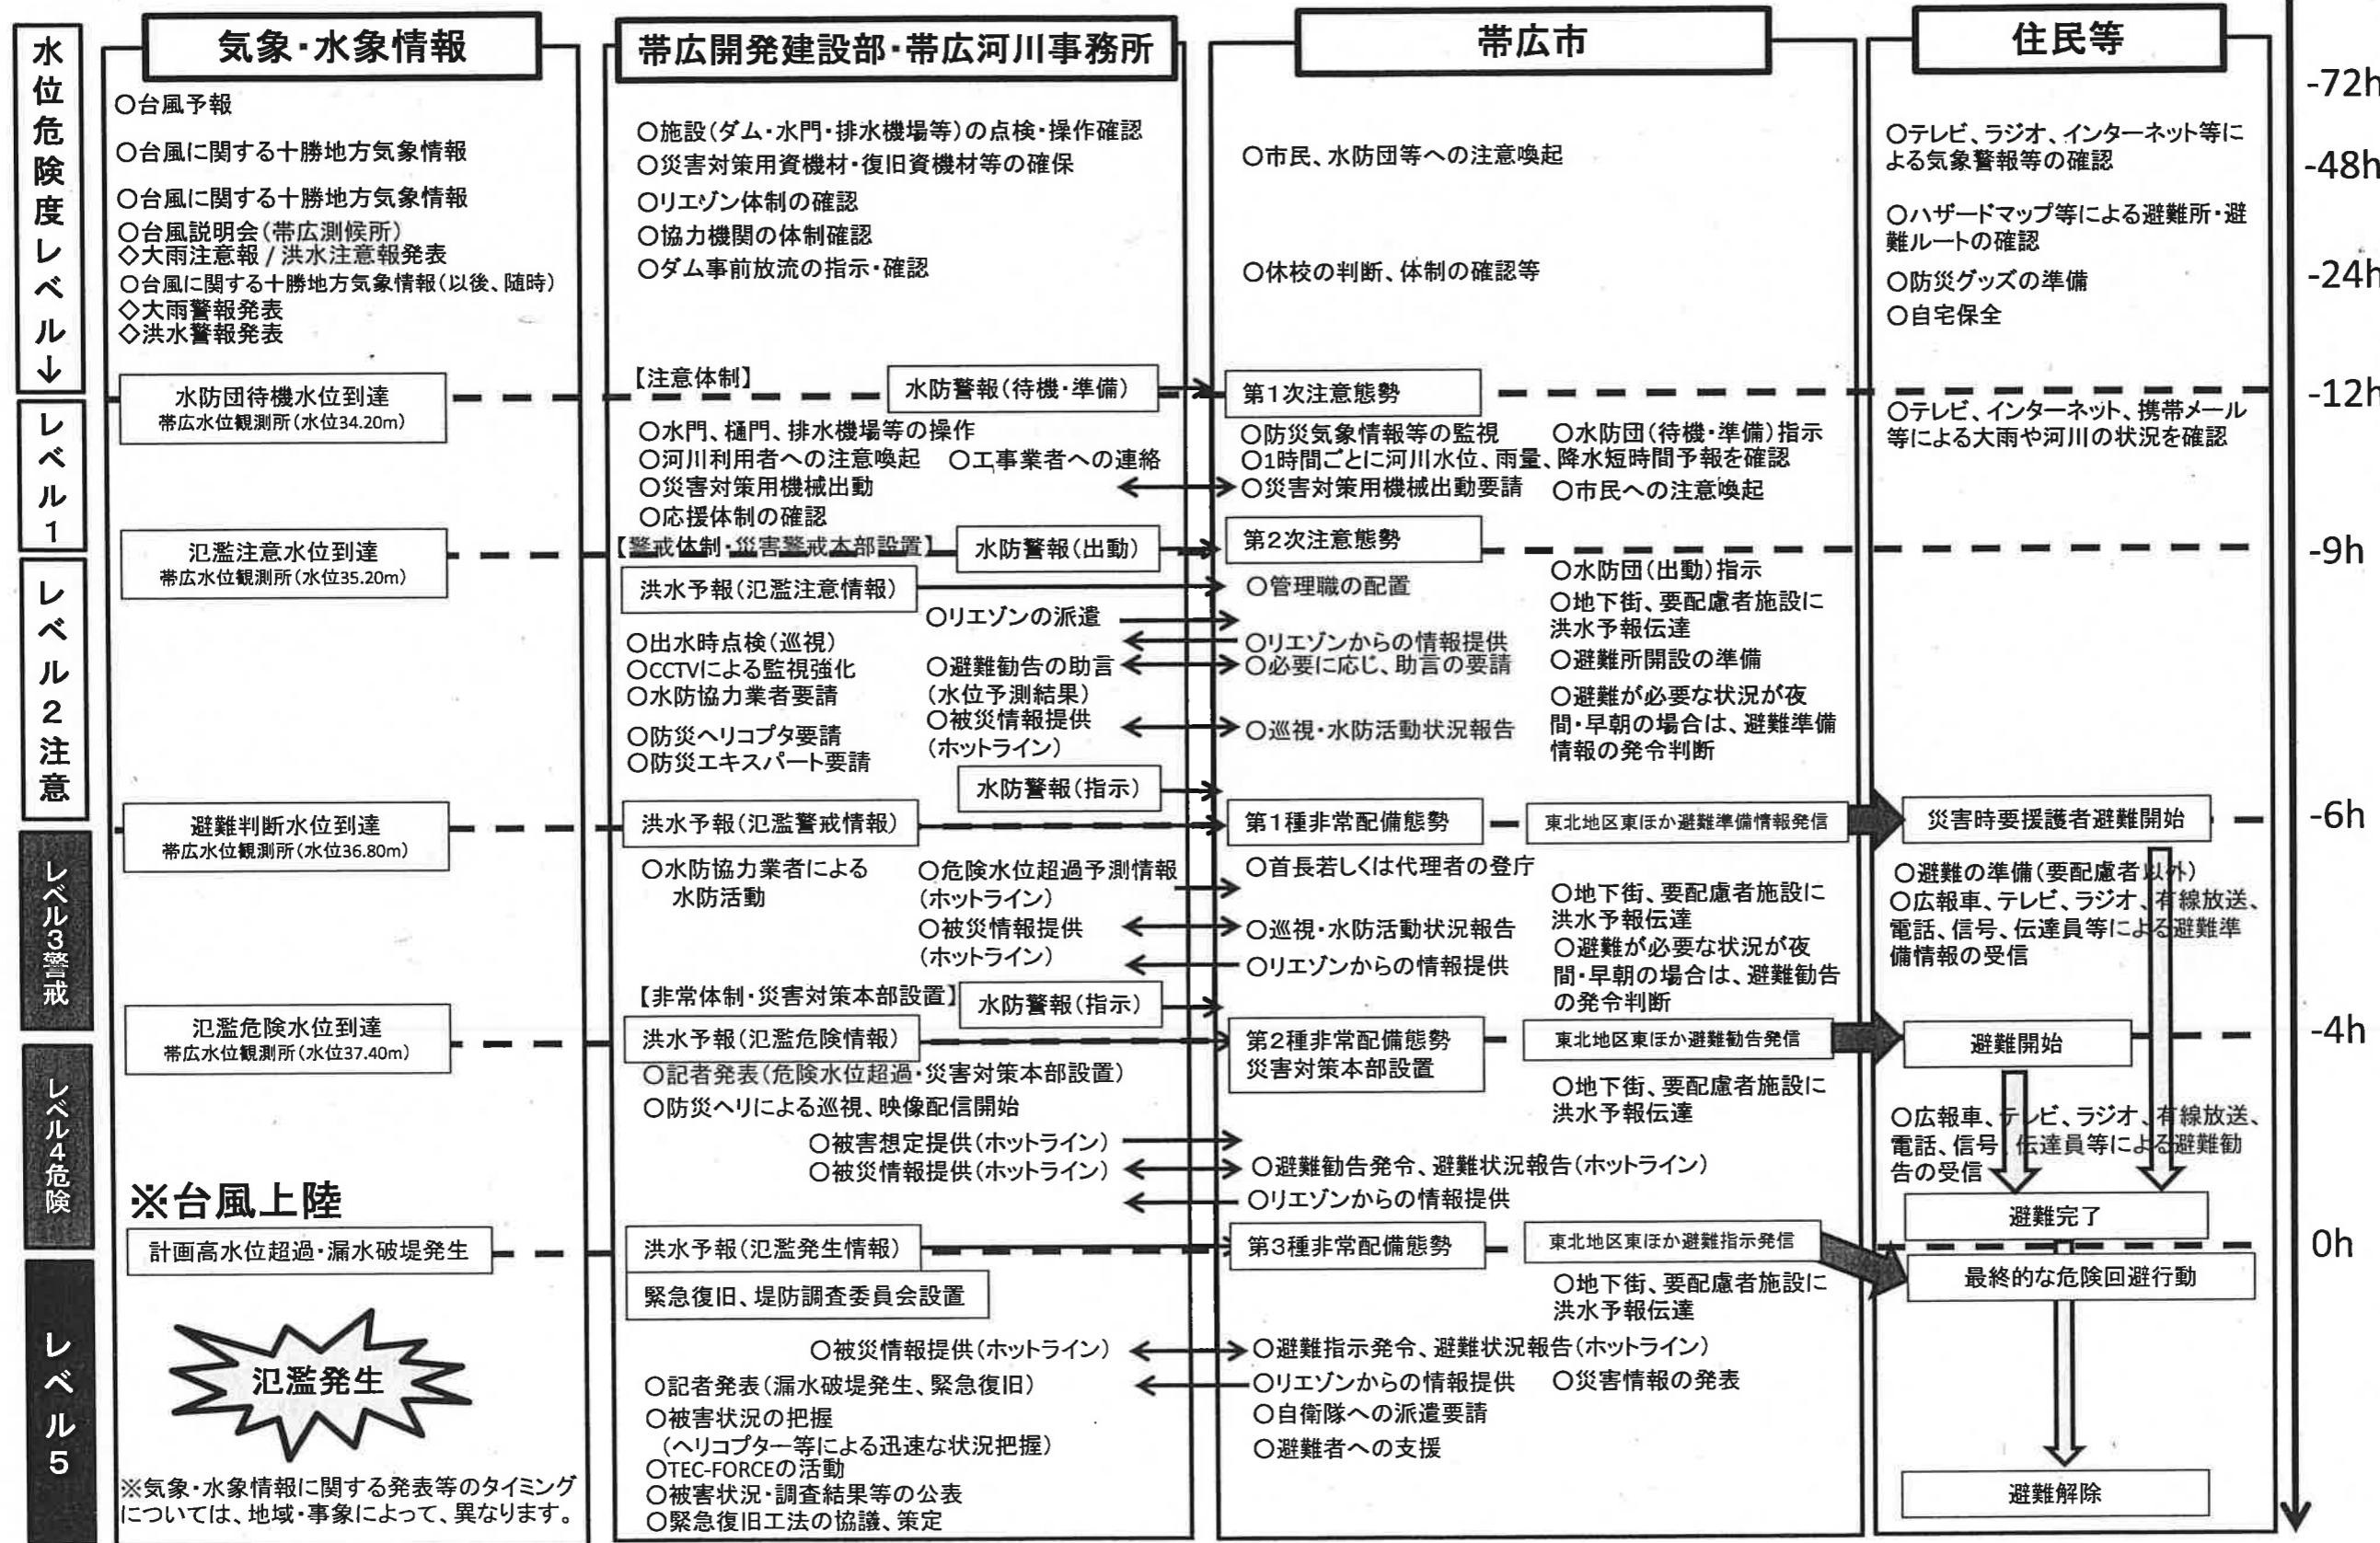 水位危険度レベル↓
レベル1
レベル2注意
レベル3警戒
レベル4危険
レベル5
気象・水象情報
○台風予報
○台風に関する十勝地方気象情報
○台風に関する十勝地方気象情報
○台風説明会(帯広測候所)
◇大雨注意報 / 洪水注意報発表
○台風に関する十勝地方気象情報(以後、随時)
◇大雨警報発表
◇洪水警報発表
水防団待機水位到達
帯広水位観測所(水位34.20m)
氾濫注意水位到達
帯広水位観測所(水位35.20m)
避難判断水位到達
帯広水位観測所(水位36.80m)
氾濫危険水位到達
帯広水位観測所(水位37.40m)
※台風上陸
計画高水位超過・漏水破堤発生
氾濫発生
※気象・水象情報に関する発表等のタイミング
については、地域・事象によって、異なります。
帯広開発建設部・帯広河川事務所
○施設(ダム・水門・排水機場等)の点検・操作確認
○災害対策用資機材・復旧資機材等の確保
○リエゾン体制の確認
○協力機関の体制確認
○ダム事前放流の指示・確認
【注意体制】
水防警報(待機・準備)
○水門、樋門、排水機場等の操作
○河川利用者への注意喚起 ○工事業者への連絡
○災害対策用機械出動
○応援体制の確認
【警戒体制・災害警戒本部設置】
水防警報(出動)
洪水予報(氾濫注意情報)
○リエゾンの派遣
○出水時点検(巡視)
○CCTVによる監視強化
○水防協力業者要請
○避難勧告の助言
(水位予測結果)
○被災情報提供
(ホットライン)
○防災ヘリコプタ要請
○防災エキスパート要請
水防警報(指示)
洪水予報(氾濫警戒情報)
○水防協力業者による
水防活動
○危険水位超過予測情報
(ホットライン)
○被災情報提供
(ホットライン)
【非常体制・災害対策本部設置】
水防警報(指示)
洪水予報(氾濫危険情報)
○記者発表(危険水位超過・災害対策本部設置)
○防災ヘリによる巡視、映像配信開始
○被害想定提供(ホットライン)
○被災情報提供(ホットライン)
洪水予報(氾濫発生情報)
緊急復旧、堤防調査委員会設置
○被災情報提供(ホットライン)
○記者発表(漏水破堤発生、緊急復旧)
○被害状況の把握
(ヘリコプター等による迅速な状況把握)
○TEC-FORCEの活動
○被害状況・調査結果等の公表
○緊急復旧工法の協議、策定
帯広市
○市民、水防団等への注意喚起
○休校の判断、体制の確認等
第1次注意態勢
○防災気象情報等の監視 ○水防団(待機・準備)指示
○1時間ごとに河川水位、雨量、降水短時間予報を確認
○災害対策用機械出動要請 ○市民への注意喚起
第2次注意態勢
○管理職の配置
○リエゾンからの情報提供
○必要に応じ、助言の要請
○巡視・水防活動状況報告
○水防団(出動)指示
○地下街、要配慮者施設に
洪水予報伝達
○避難所開設の準備
○避難が必要な状況が夜
間・早朝の場合は、避難準備
情報の発令判断
第1種非常配備態勢
東北地区東ほか避難準備情報発信
○首長若しくは代理者の登庁
○巡視・水防活動状況報告
○リエゾンからの情報提供
○地下街、要配慮者施設に
洪水予報伝達
○避難が必要な状況が夜
間・早朝の場合は、避難勧告
の発令判断
第2種非常配備態勢
災害対策本部設置
東北地区東ほか避難勧告発信
○地下街、要配慮者施設に
洪水予報伝達
○避難勧告発令、避難状況報告(ホットライン)
○リエゾンからの情報提供
第3種非常配備態勢
東北地区東ほか避難指示発信
○地下街、要配慮者施設に
洪水予報伝達
○避難指示発令、避難状況報告(ホットライン)
○リエゾンからの情報提供 ○災害情報の発表
○自衛隊への派遣要請
○避難者への支援
住民等
○テレビ、ラジオ、インターネット等に
よる気象警報等の確認
○ハザードマップ等による避難所・避
難ルートの確認
○防災グッズの準備
○自宅保全
○テレビ、インターネット、携帯メール
等による大雨や河川の状況を確認
災害時要援護者避難開始
○避難の準備(要配慮者以外)
○広報車、テレビ、ラジオ、有線放送、
電話、信号、伝達員等による避難準
備情報の受信
避難開始
○広報車、テレビ、ラジオ、有線放送、
電話、信号、伝達員等による避難勧
告の受信
避難完了
最終的な危険回避行動
避難解除
-72h
-48h
-24h
-12h
-9h
-6h
-4h
0h